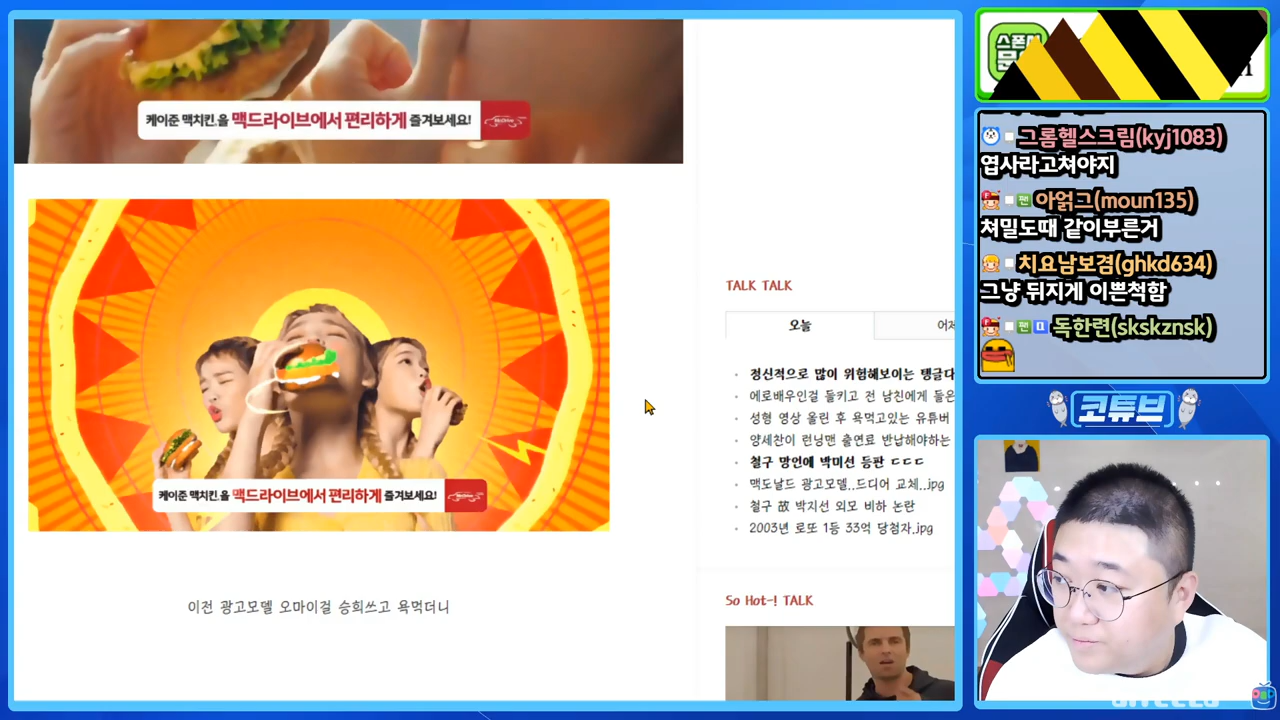 케이준 맥치킨을 맥드라이브에서 편리하게 즐겨보세요!
케이준 맥치킨을 맥드라이브에서 편리하게 즐겨보세요!
이전 광고모델 오마이걸 승희쓰고 욕먹더니
TALK TALK
오늘
정신적으로 많이 위험해보이는 탱글다
에로배우인걸 들키고 전 남친에게 들은
성형 영상 올린 후 욕먹고있는 유튜버
양세찬이 런닝맨 출연료 반납해야하는
철구 망언에 박미선 등판 ㄷㄷㄷ
맥도날드 광고모델..드디어 교체..jpg
철구 故 박지선 외모 비하 논란
2003년 로또 1등 33억 당첨자.jpg
So Hot~! TALK
그롬헬스크림(kyj1083)
엽사라고쳐야지
팬 아얽그(moun135)
쳐밀도때 같이부른거
치요남보겸(ghkd634)
그냥 뒤지게 이쁜척함
팬 독한련(skskznsk)
코튜브